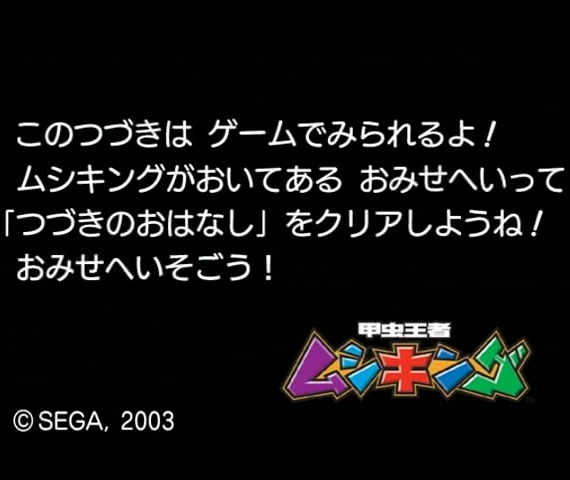 このつづきは ゲームでみられるよ!
ムシキングがおいてある おみせへいって
「つづきのおはなし」をクリアしようね!
おみせへいそごう!
甲虫王者
ムシキング
©SEGA, 2003